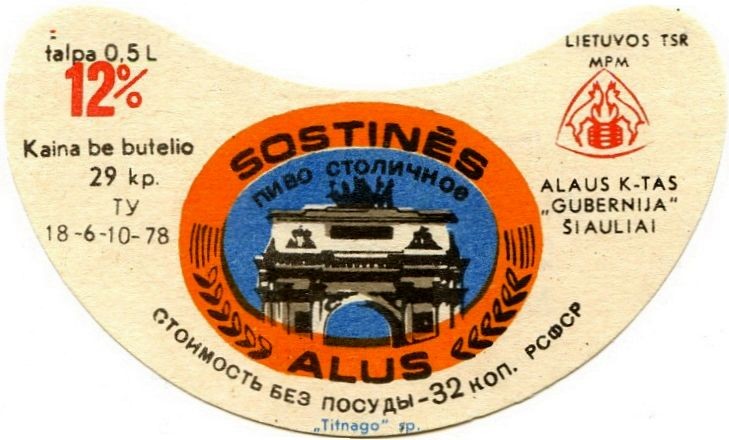 talpa 0,5 L
12%
Kaina be butelio
29 kp.
ТУ
18-6-10-78
SOSTINĖS
ПИВО СТОЛИЧНОЕ
ALUS
LIETUVOS TSR
MPM
ALAUS K-TAS
„GUBERNIJA“
ŠIAULIAI
СТОИМОСТЬ БЕЗ ПОСУДЫ-32 КОП. РСФСР
„Titnago“ sp.